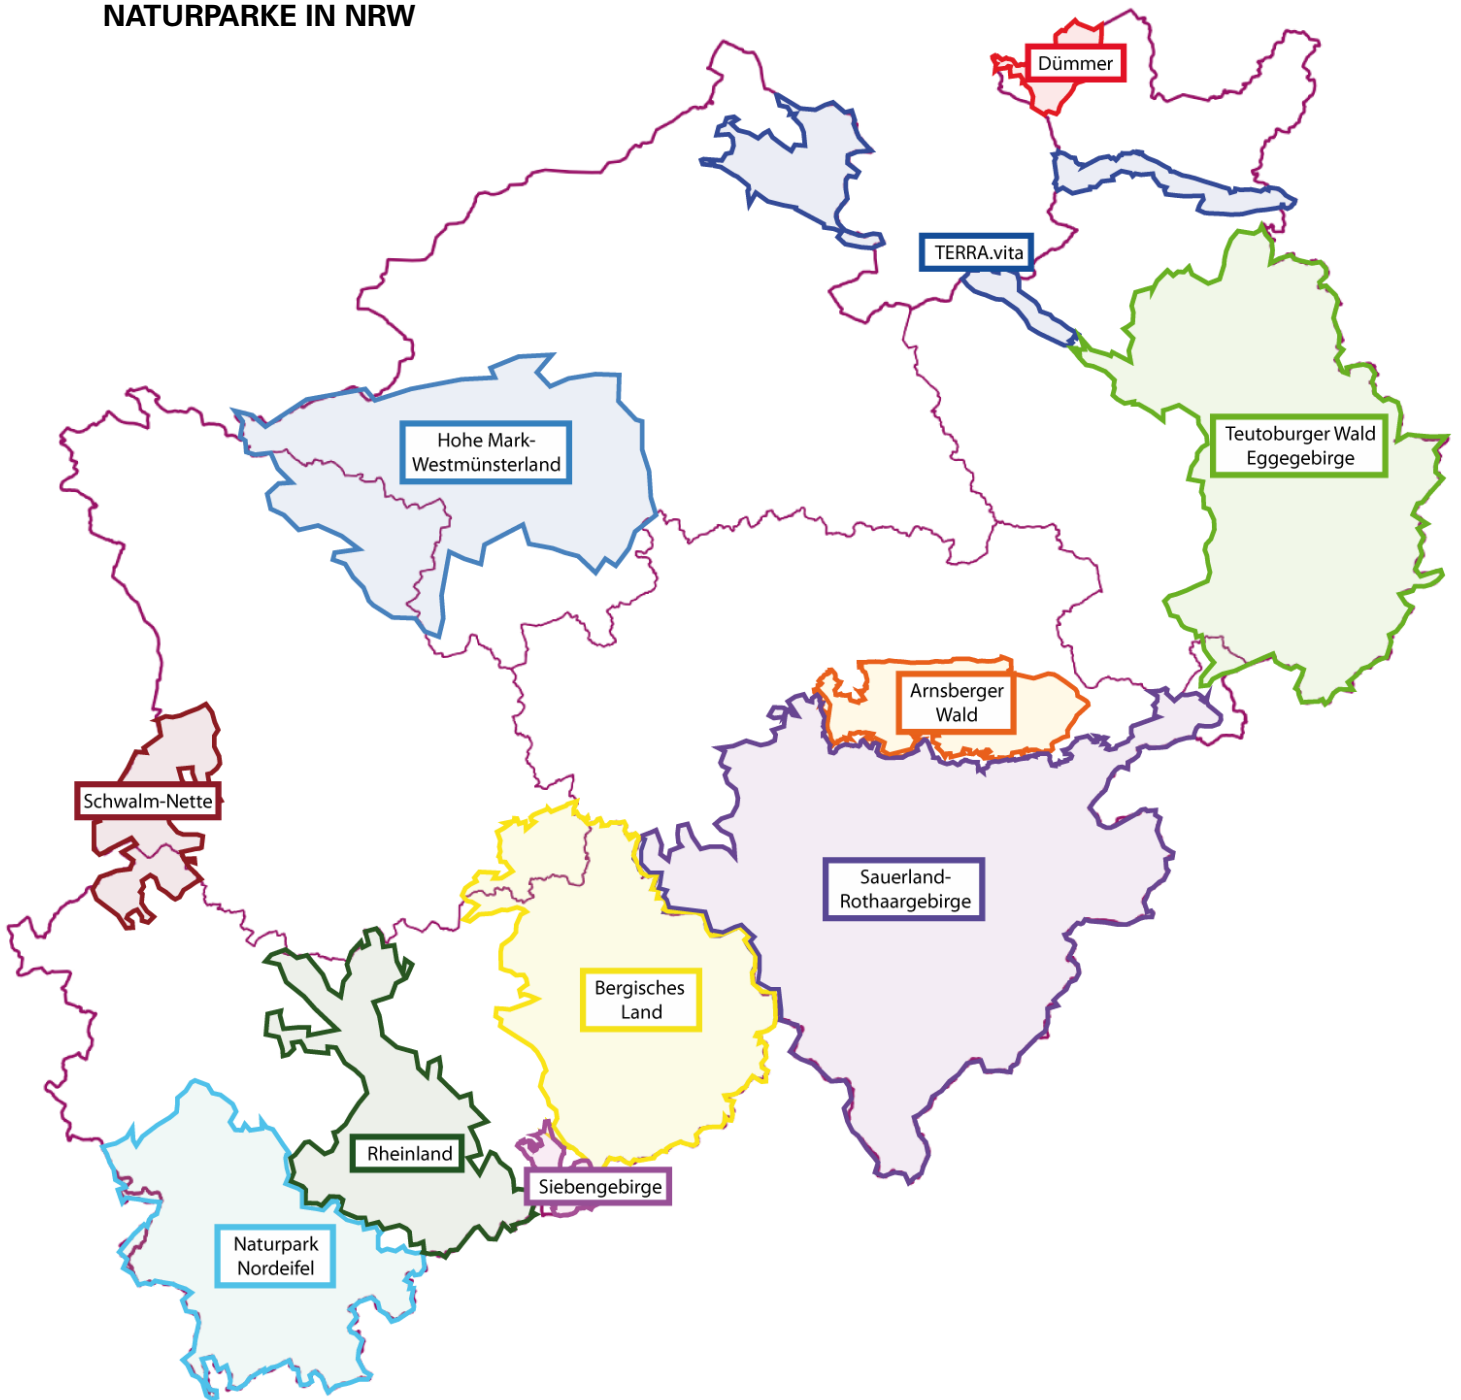 NATURPARKE IN NRW
Dümmer
TERRA.vita
Hohe Mark-
Westmünsterland
Teutoburger Wald
Eggegebirge
Arnsberger
Wald
Schwalm-Nette
Sauerland-
Rothaargebirge
Bergisches
Land
Rheinland
Siebengebirge
Naturpark
Nordeifel